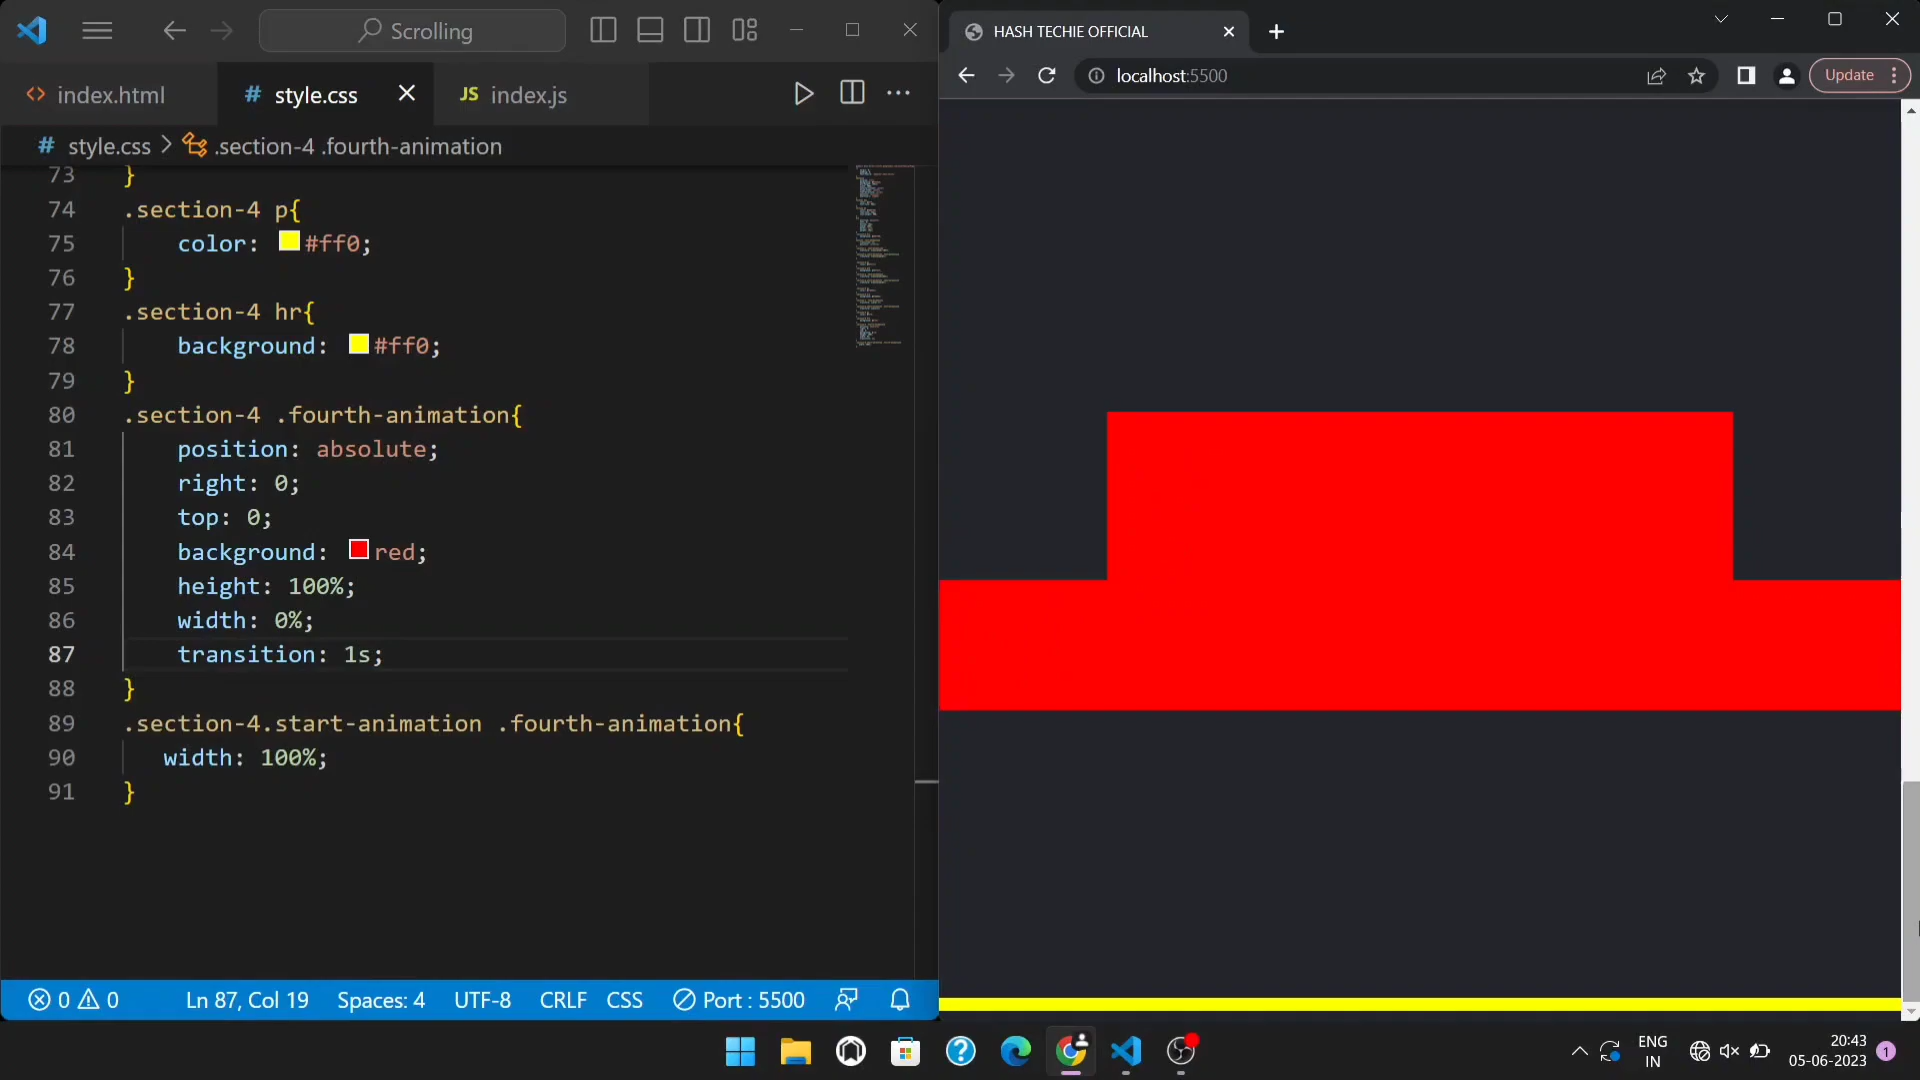 Scrolling
HASH TECHIE OFFICIAL
localhost:5500
Update
index.html
# style.css
JS index.js
# style.css > .section-4 .fourth-animation
73 }
74 .section-4 p{
75 color: #ff0;
76 }
77 .section-4 hr{
78 background: #ff0;
79 }
80 .section-4 .fourth-animation{
81 position: absolute;
82 right: 0;
83 top: 0;
84 background: red;
85 height: 100%;
86 width: 0%;
87 transition: 1s;
88 }
89 .section-4.start-animation .fourth-animation{
90 width: 100%;
91 }
0 0 Ln 87, Col 19 Spaces: 4 UTF-8 CRLF CSS Port : 5500
ENG
IN
20:43
05-06-2023
1